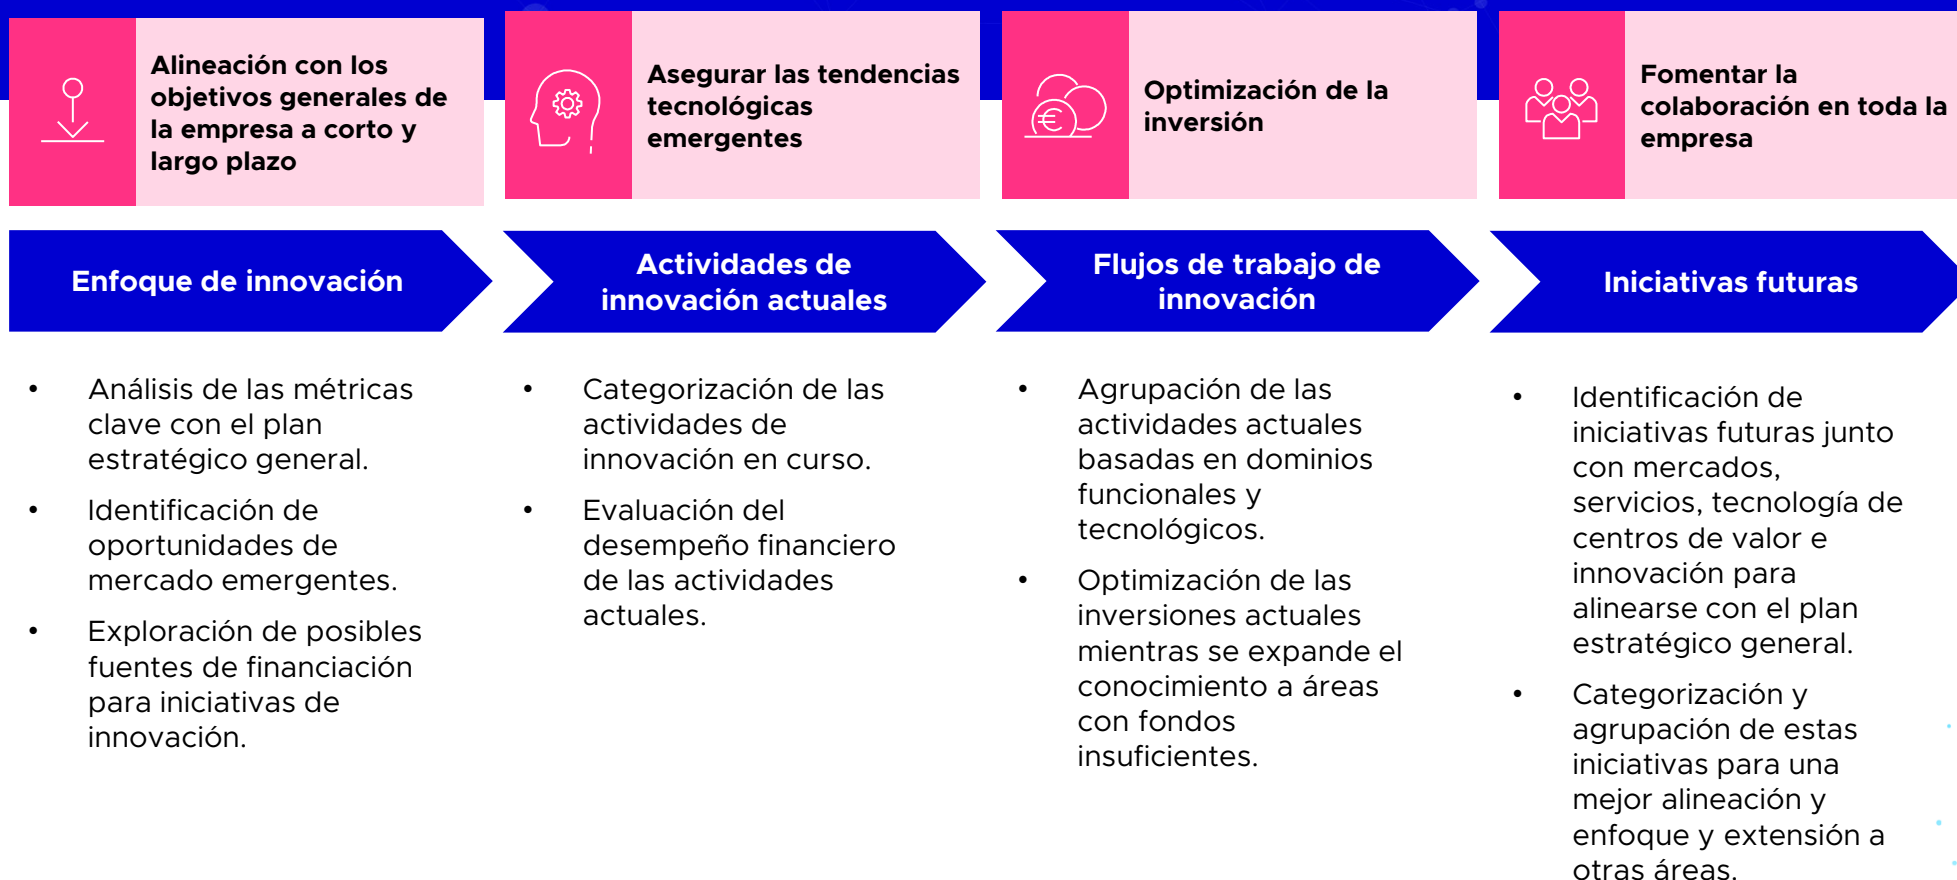 Alineación con los
objetivos generales de
la empresa a corto y
largo plazo
Asegurar las tendencias
tecnológicas
emergentes
Optimización de la
inversión
Fomentar la
colaboración en toda la
empresa
Enfoque de innovación
Actividades de
innovación actuales
Flujos de trabajo de
innovación
Iniciativas futuras
• Análisis de las métricas
clave con el plan
estratégico general.
• Identificación de
oportunidades de
mercado emergentes.
• Exploración de posibles
fuentes de financiación
para iniciativas de
innovación.
• Categorización de las
actividades de
innovación en curso.
• Evaluación del
desempeño financiero
de las actividades
actuales.
• Agrupación de las
actividades actuales
basadas en dominios
funcionales y
tecnológicos.
• Optimización de las
inversiones actuales
mientras se expande el
conocimiento a áreas
con fondos
insuficientes.
• Identificación de
iniciativas futuras junto
con mercados,
servicios, tecnología de
centros de valor e
innovación para
alinearse con el plan
estratégico general.
• Categorización y
agrupación de estas
iniciativas para una
mejor alineación y
enfoque y extensión a
otras áreas.